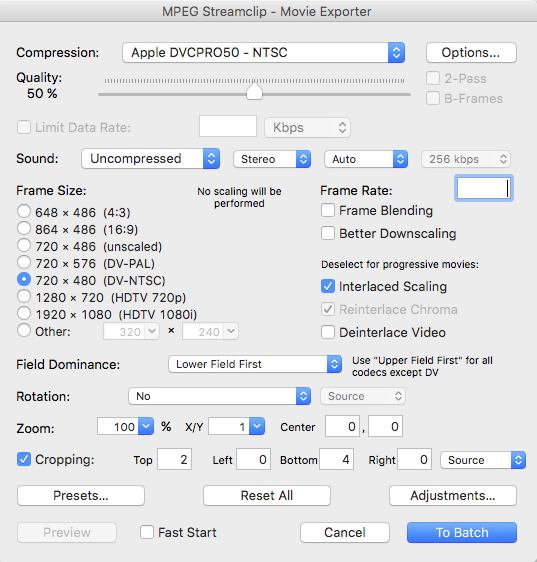 MPEG Streamclip - Movie Exporter
Compression: Apple DVCPRO50 - NTSC Options...
Quality: 2-Pass
50 % B-Frames
Limit Data Rate: Kbps
Sound: Uncompressed Stereo Auto 256 kbps
Frame Size: No scaling will be performed Frame Rate:
648 × 486 (4:3) Frame Blending
864 × 486 (16:9) Better Downscaling
720 × 486 (unscaled)
720 × 576 (DV-PAL) Deselect for progressive movies:
720 × 480 (DV-NTSC) Interlaced Scaling
1280 × 720 (HDTV 720p) Reinterlace Chroma
1920 × 1080 (HDTV 1080i)
Other: 320 × 240 Deinterlace Video
Field Dominance: Lower Field First Use "Upper Field First" for all codecs except DV
Rotation: No Source
Zoom: 100 % X/Y 1 Center 0 , 0
Cropping: Top 2 Left 0 Bottom 4 Right 0 Source
Presets... Reset All Adjustments...
Preview Fast Start Cancel To Batch